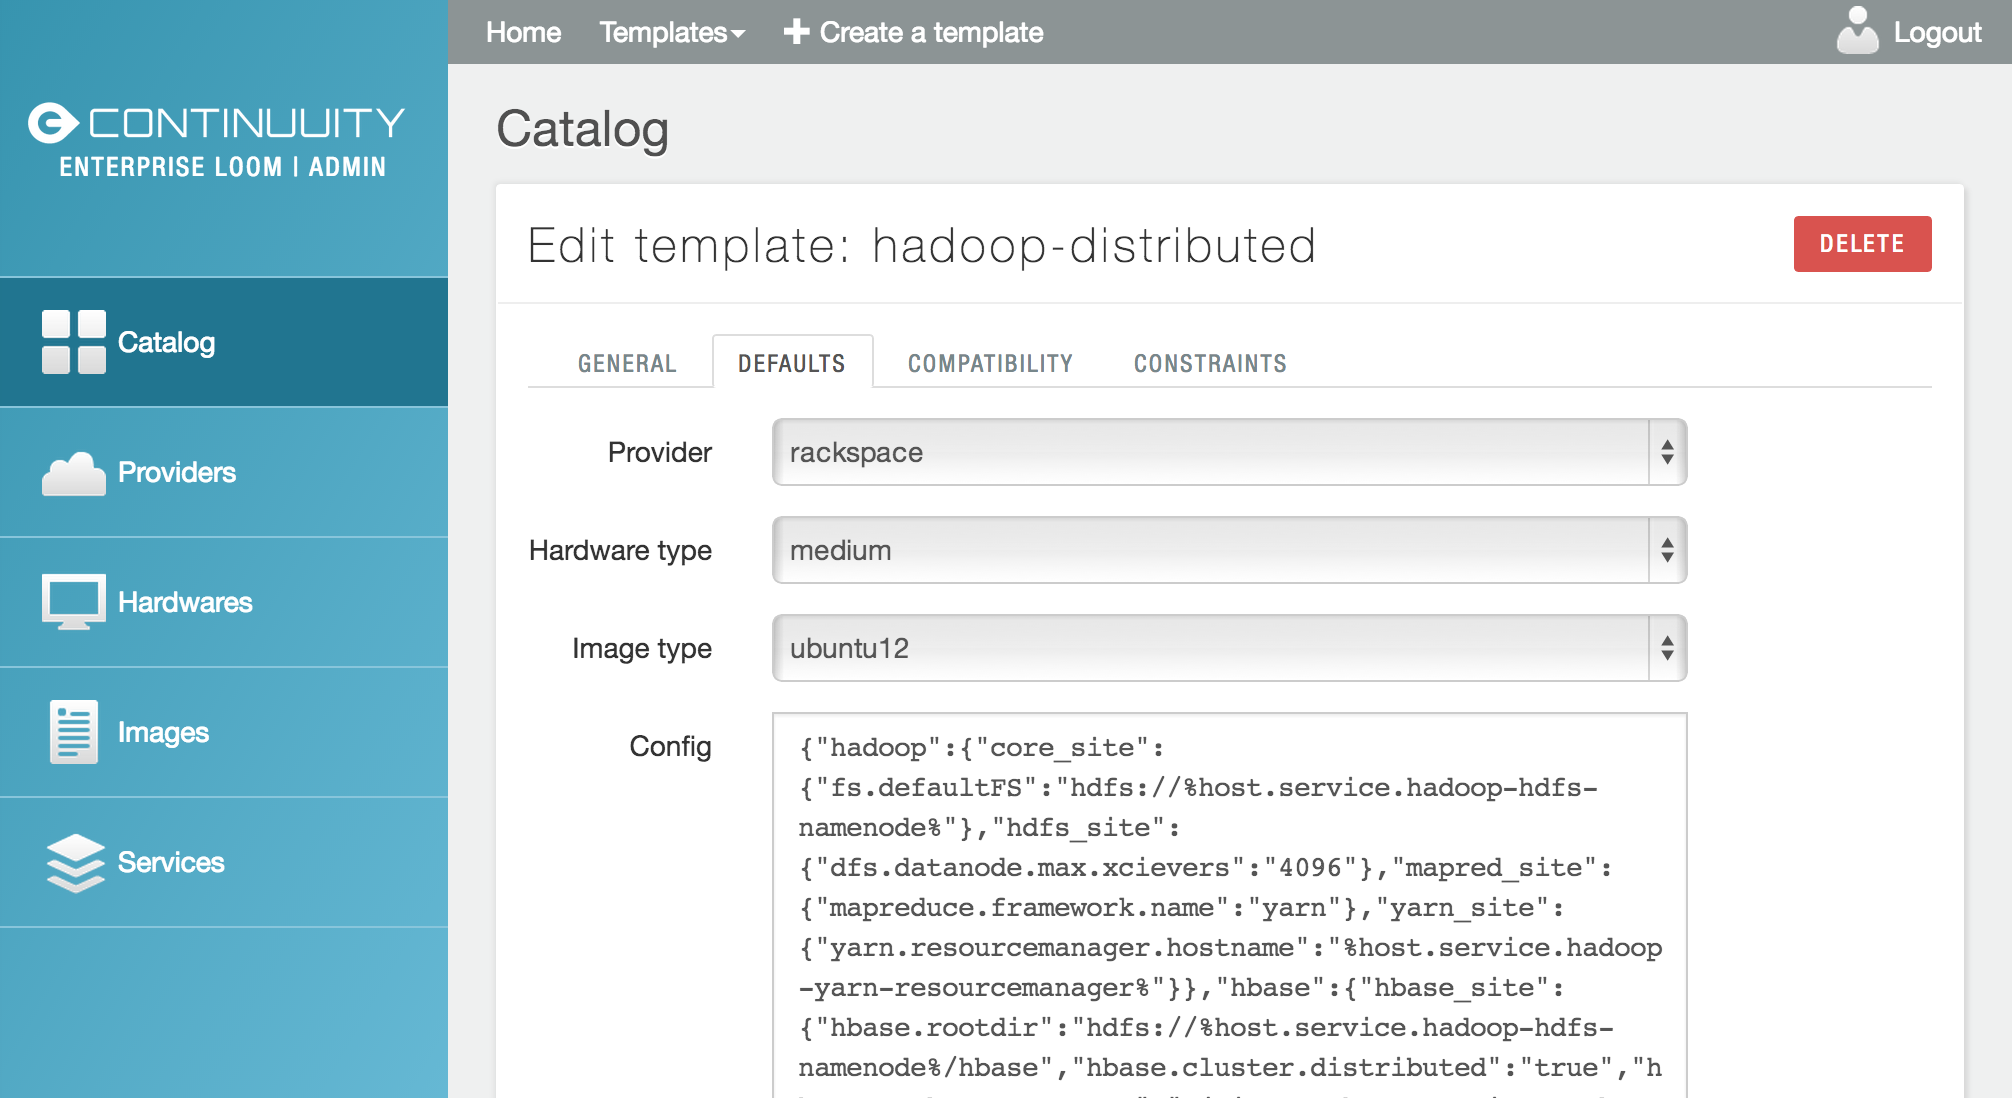 Home
Templates
Create a template
Logout
CONTINUUITY
ENTERPRISE LOOM | ADMIN
Catalog
Providers
Hardwares
Images
Services
Catalog
Edit template: hadoop-distributed
DELETE
GENERAL
DEFAULTS
COMPATIBILITY
CONSTRAINTS
Provider
rackspace
Hardware type
medium
Image type
ubuntu12
Config
{"hadoop":{"core_site":
{"fs.defaultFS":"hdfs://%host.service.hadoop-hdfs-
namenode%"},"hdfs_site":
{"dfs.datanode.max.xcievers":"4096"},"mapred_site":
{"mapreduce.framework.name":"yarn"},"yarn_site":
{"yarn.resourcemanager.hostname":"%host.service.hadoop
-yarn-resourcemanager%"}},"hbase":{"hbase_site":
{"hbase.rootdir":"hdfs://%host.service.hadoop-hdfs-
namenode%/hbase","hbase.cluster.distributed":"true","h